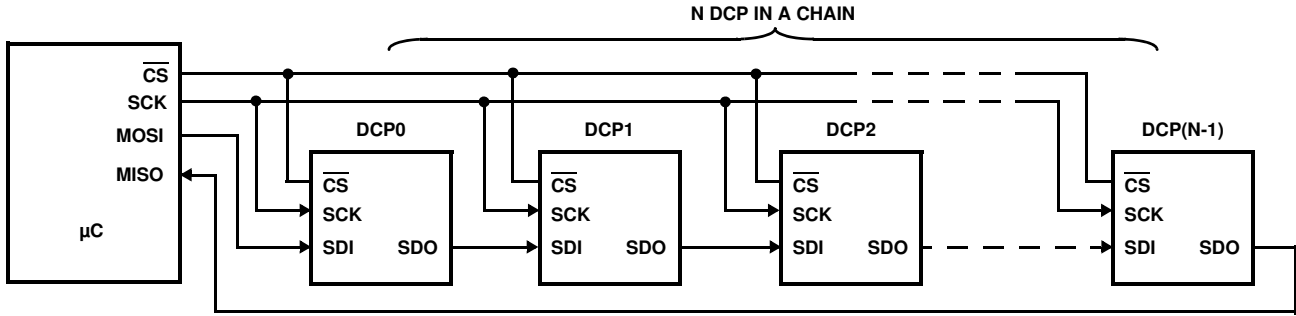 N DCP IN A CHAIN
CS
SCK
MOSI
MISO
µC
DCP0
CS
SCK
SDI SDO
DCP1
CS
SCK
SDI SDO
DCP2
CS
SCK
SDI SDO
DCP(N-1)
CS
SCK
SDI SDO